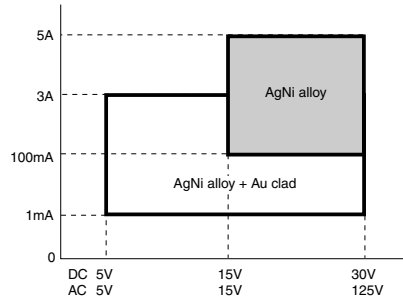 5A
AgNi alloy
3A
100mA
AgNi alloy + Au clad
1mA
0
DC 5V 15V 30V
AC 5V 15V 125V